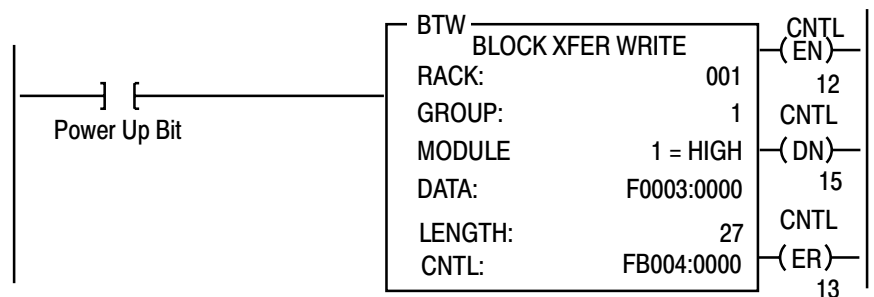 BTW
BLOCK XFER WRITE
RACK: 001
GROUP: 1
MODULE 1 = HIGH
DATA: F0003:0000
LENGTH: 27
CNTL: FB004:0000
Power Up Bit
CNTL
(EN)
12
CNTL
(DN)
15
CNTL
(ER)
13